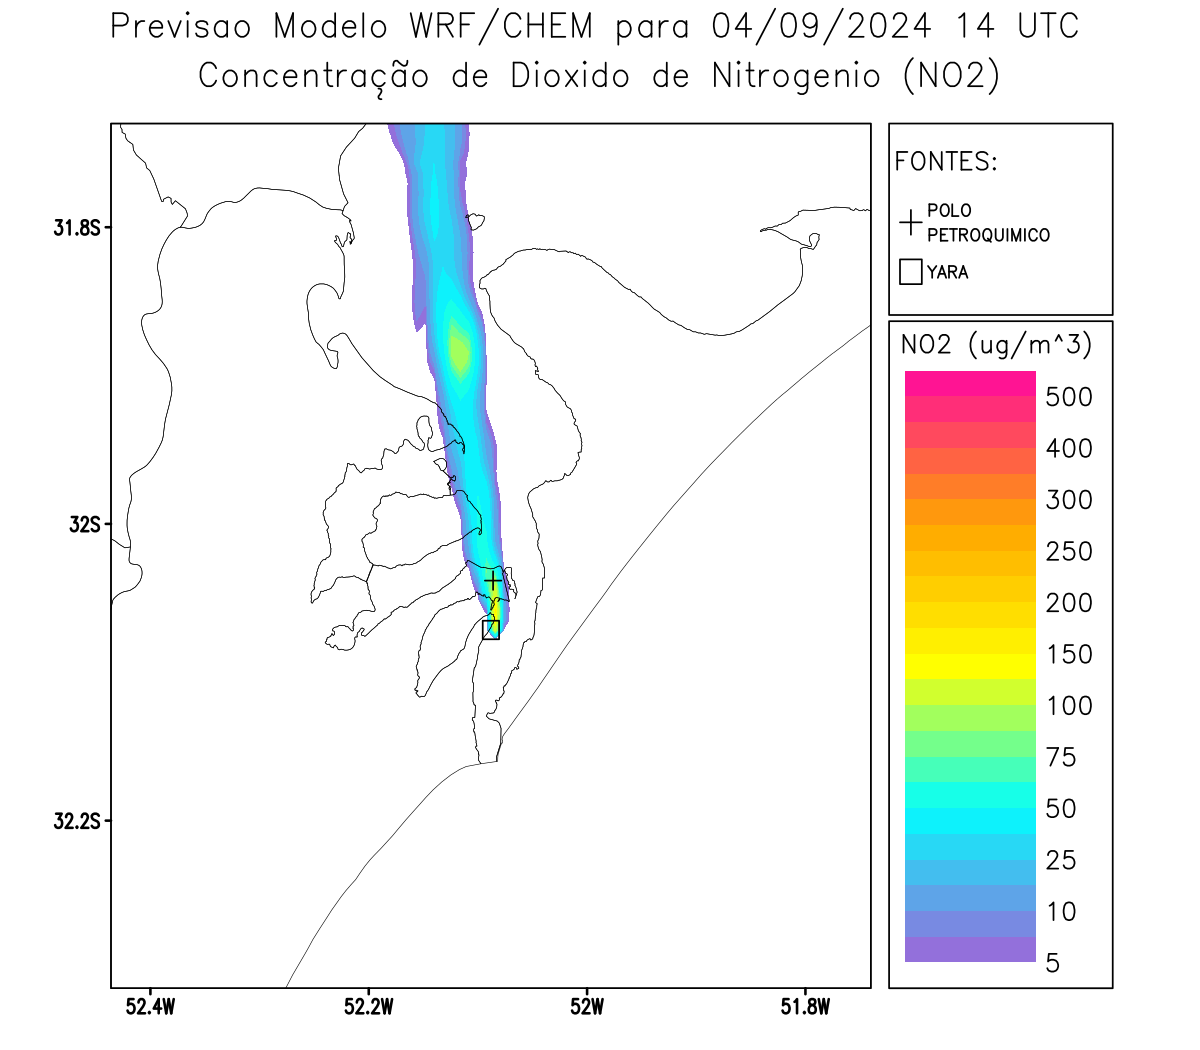 Previsao Modelo WRF/CHEM para 04/09/2024 14 UTC
Concentração de Dioxido de Nitrogenio (NO2)
FONTES:
POLO
PETROQUIMICO
YARA
NO2 (ug/m^3)
500
400
300
250
200
150
100
75
50
25
10
5
31.8S
32S
32.2S
52.4W
52.2W
52W
51.8W